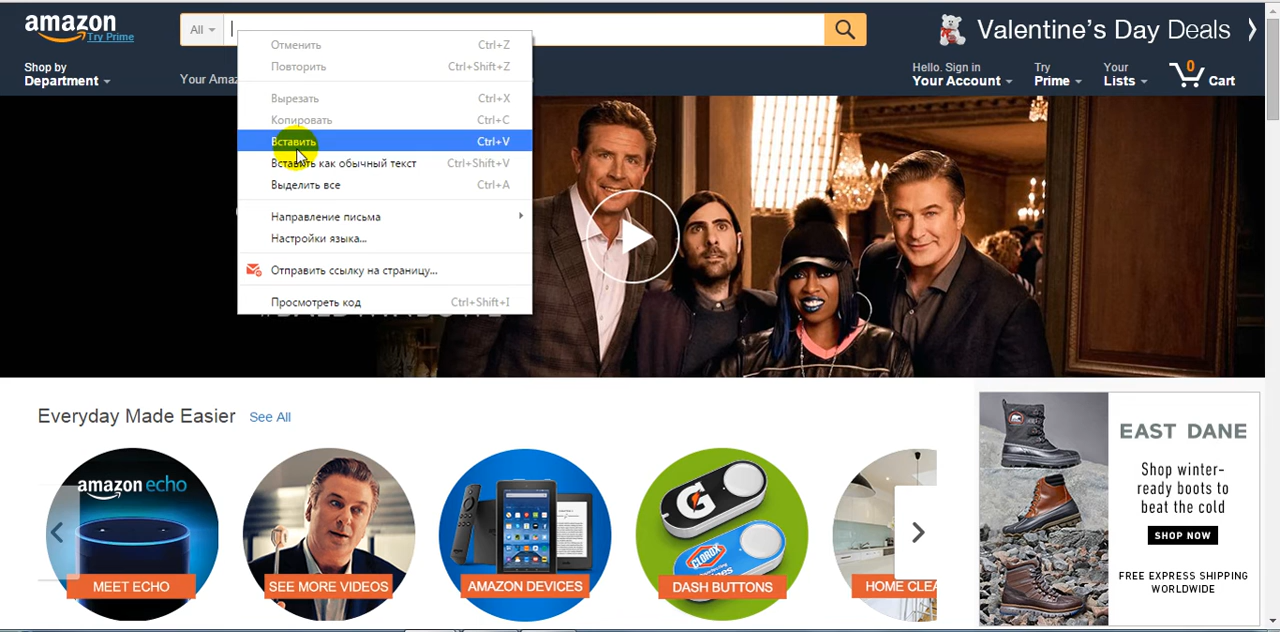 amazon
Try Prime
All
Valentine's Day Deals
Shop by
Department
Your Amaz
Hello. Sign in
Your Account
Try
Prime
Your
Lists
0
Cart
Отменить Ctrl+Z
Повторить Ctrl+Shift+Z
Вырезать Ctrl+X
Копировать Ctrl+C
Вставить Ctrl+V
Вставить как обычный текст Ctrl+Shift+V
Выделить все Ctrl+A
Направление письма
Настройки языка...
Отправить ссылку на страницу...
Просмотреть код Ctrl+Shift+I
Everyday Made Easier See All
amazon echo
MEET ECHO
SEE MORE VIDEOS
AMAZON DEVICES
G
CLOROX
DASH BUTTONS
HOME CLEA
EAST DANE
Shop winter-
ready boots to
beat the cold
SHOP NOW
FREE EXPRESS SHIPPING
WORLDWIDE